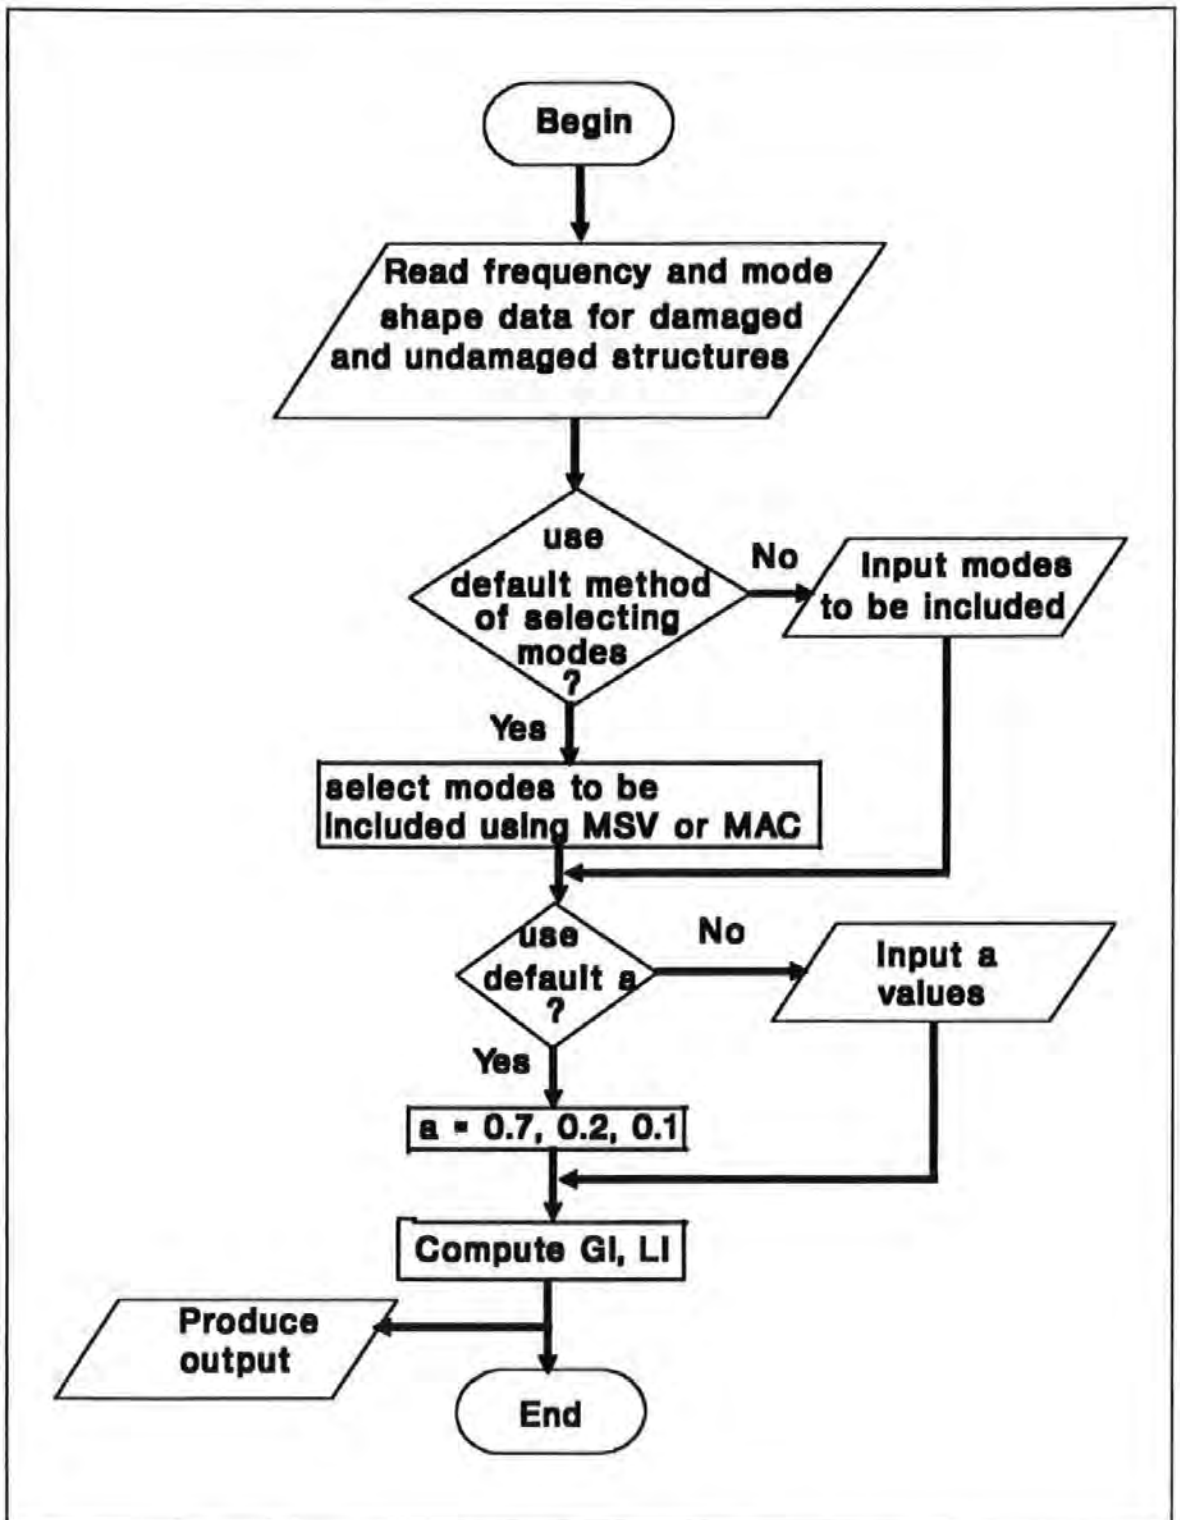 Begin
Read frequency and mode
shape data for damaged
and undamaged structures
use
default method
of selecting
modes
?
No
Input modes
to be included
Yes
select modes to be
included using MSV or MAC
use
default a
?
No
Input a
values
Yes
a = 0.7, 0.2, 0.1
Compute GI, LI
Produce
output
End